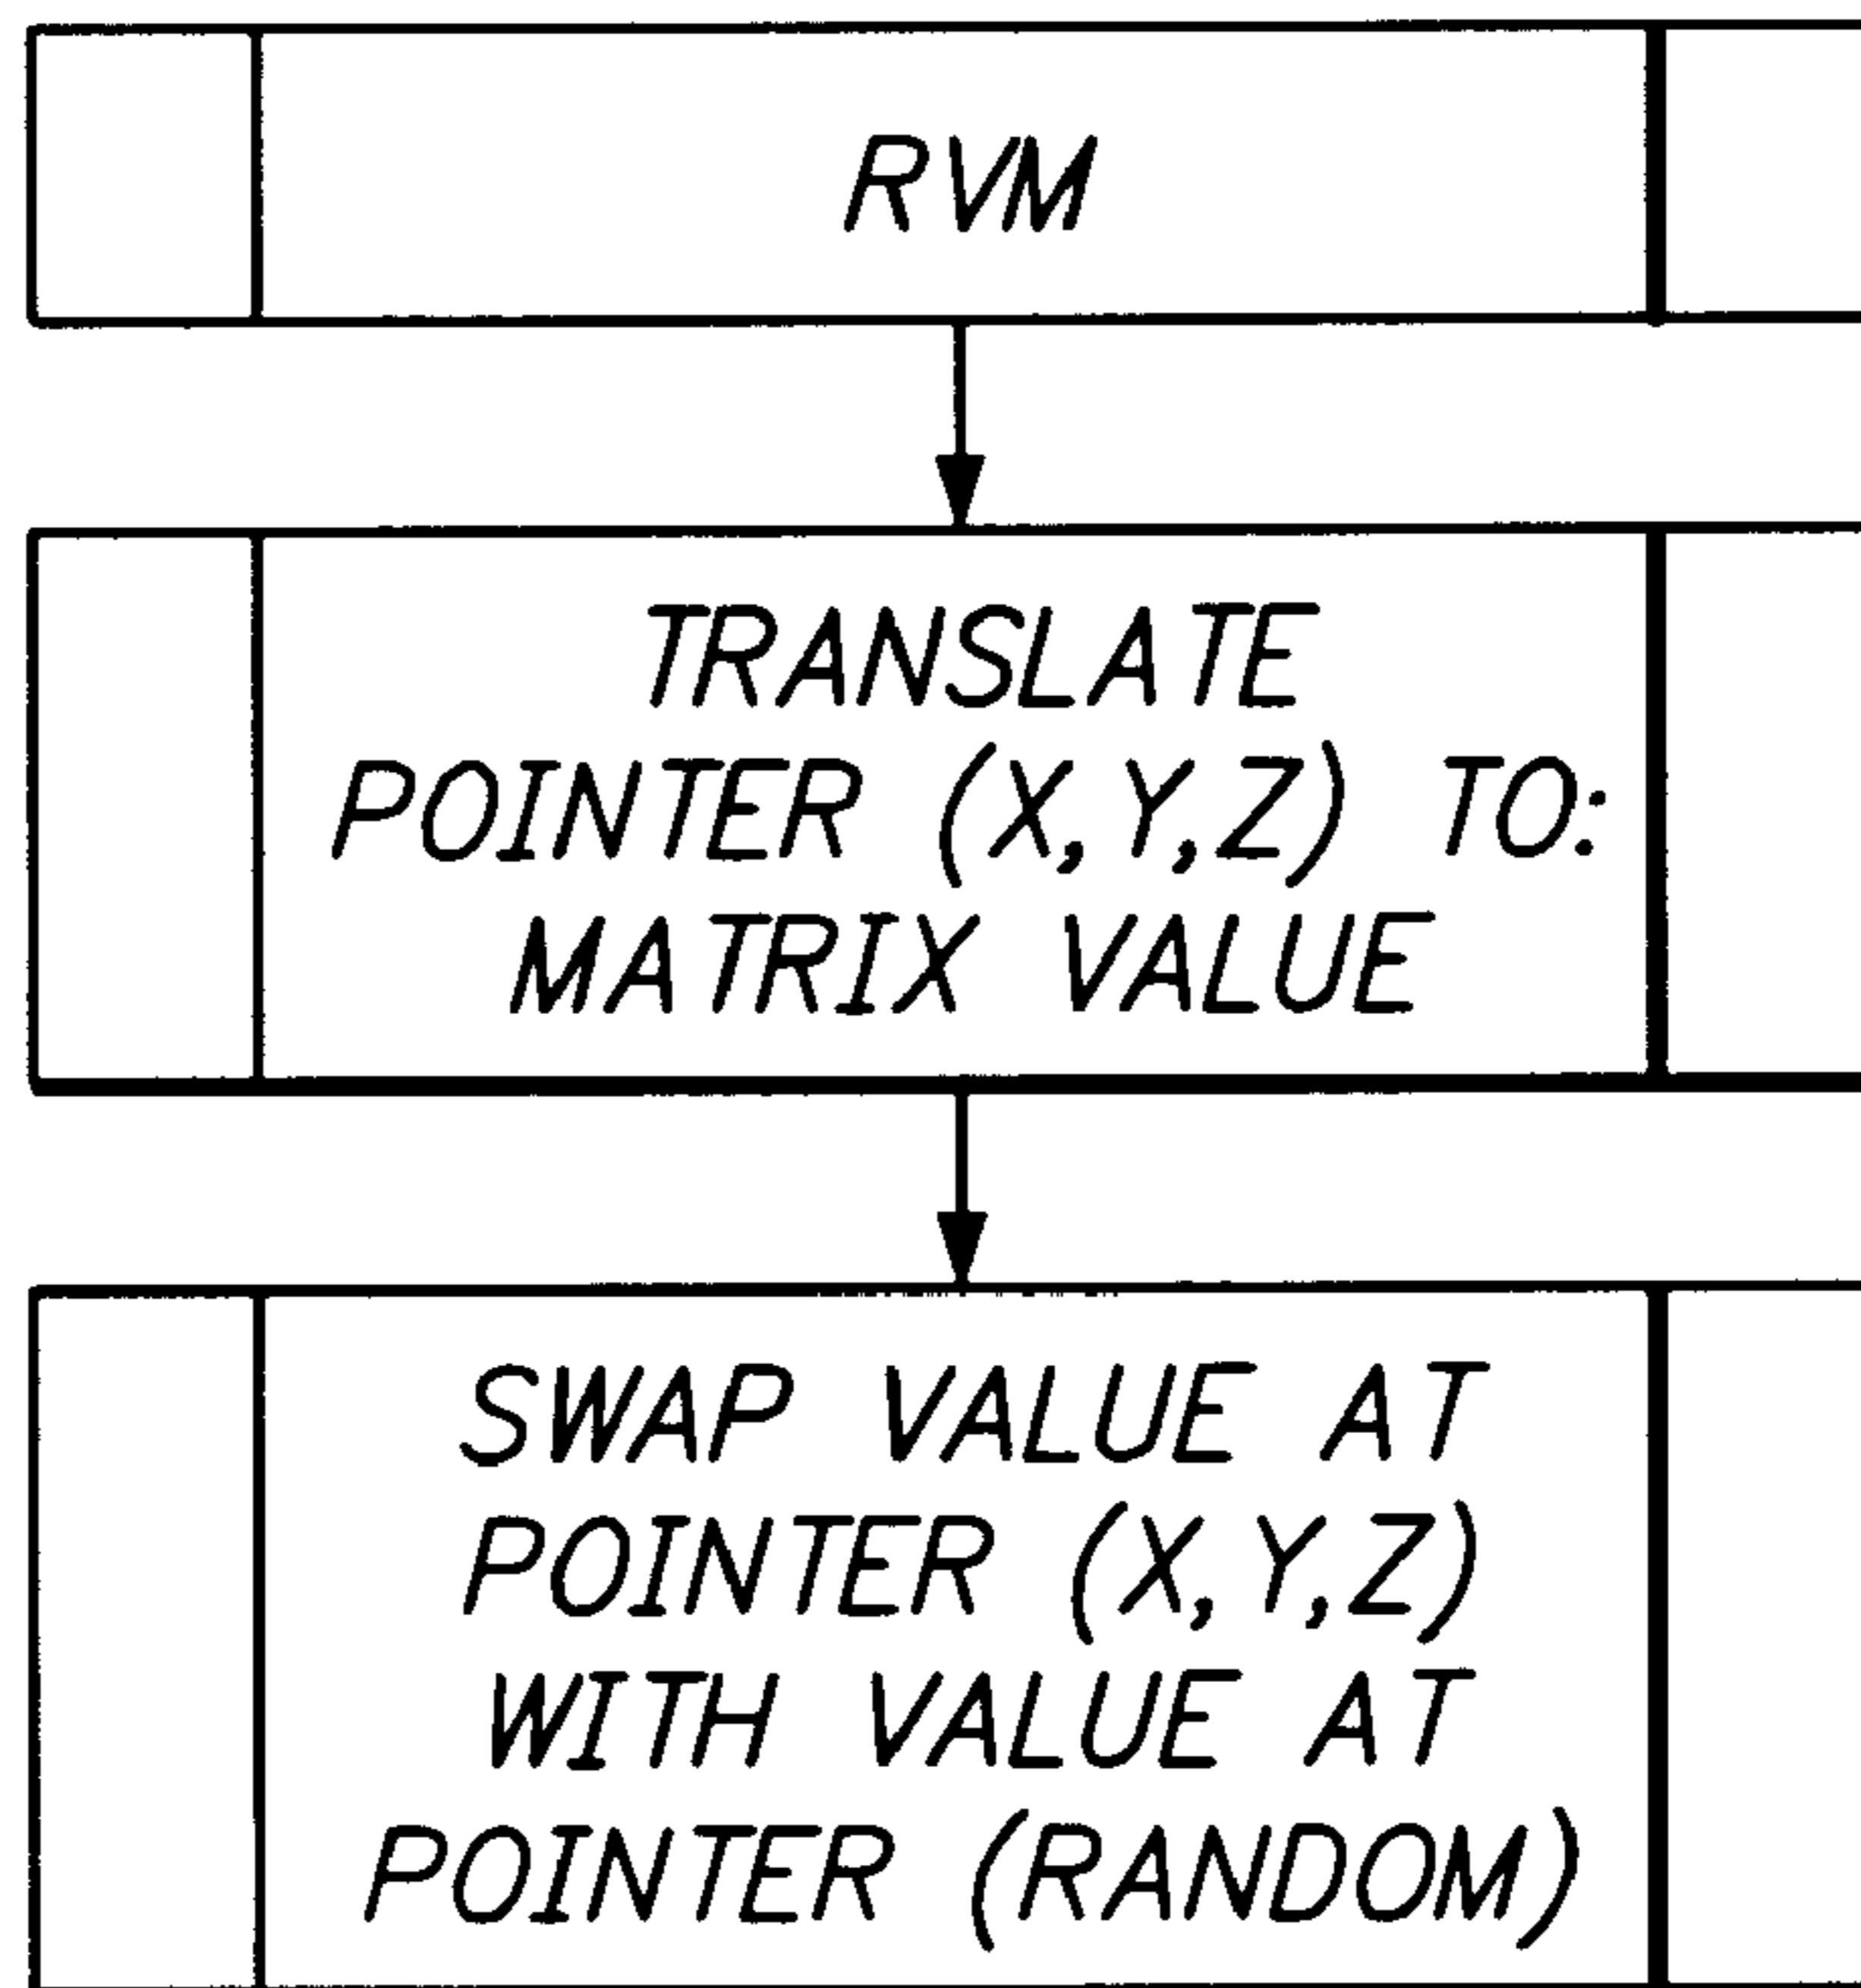 RVM
TRANSLATE
POINTER (X,Y,Z) TO:
MATRIX VALUE
SWAP VALUE AT
POINTER (X,Y,Z)
WITH VALUE AT
POINTER (RANDOM)